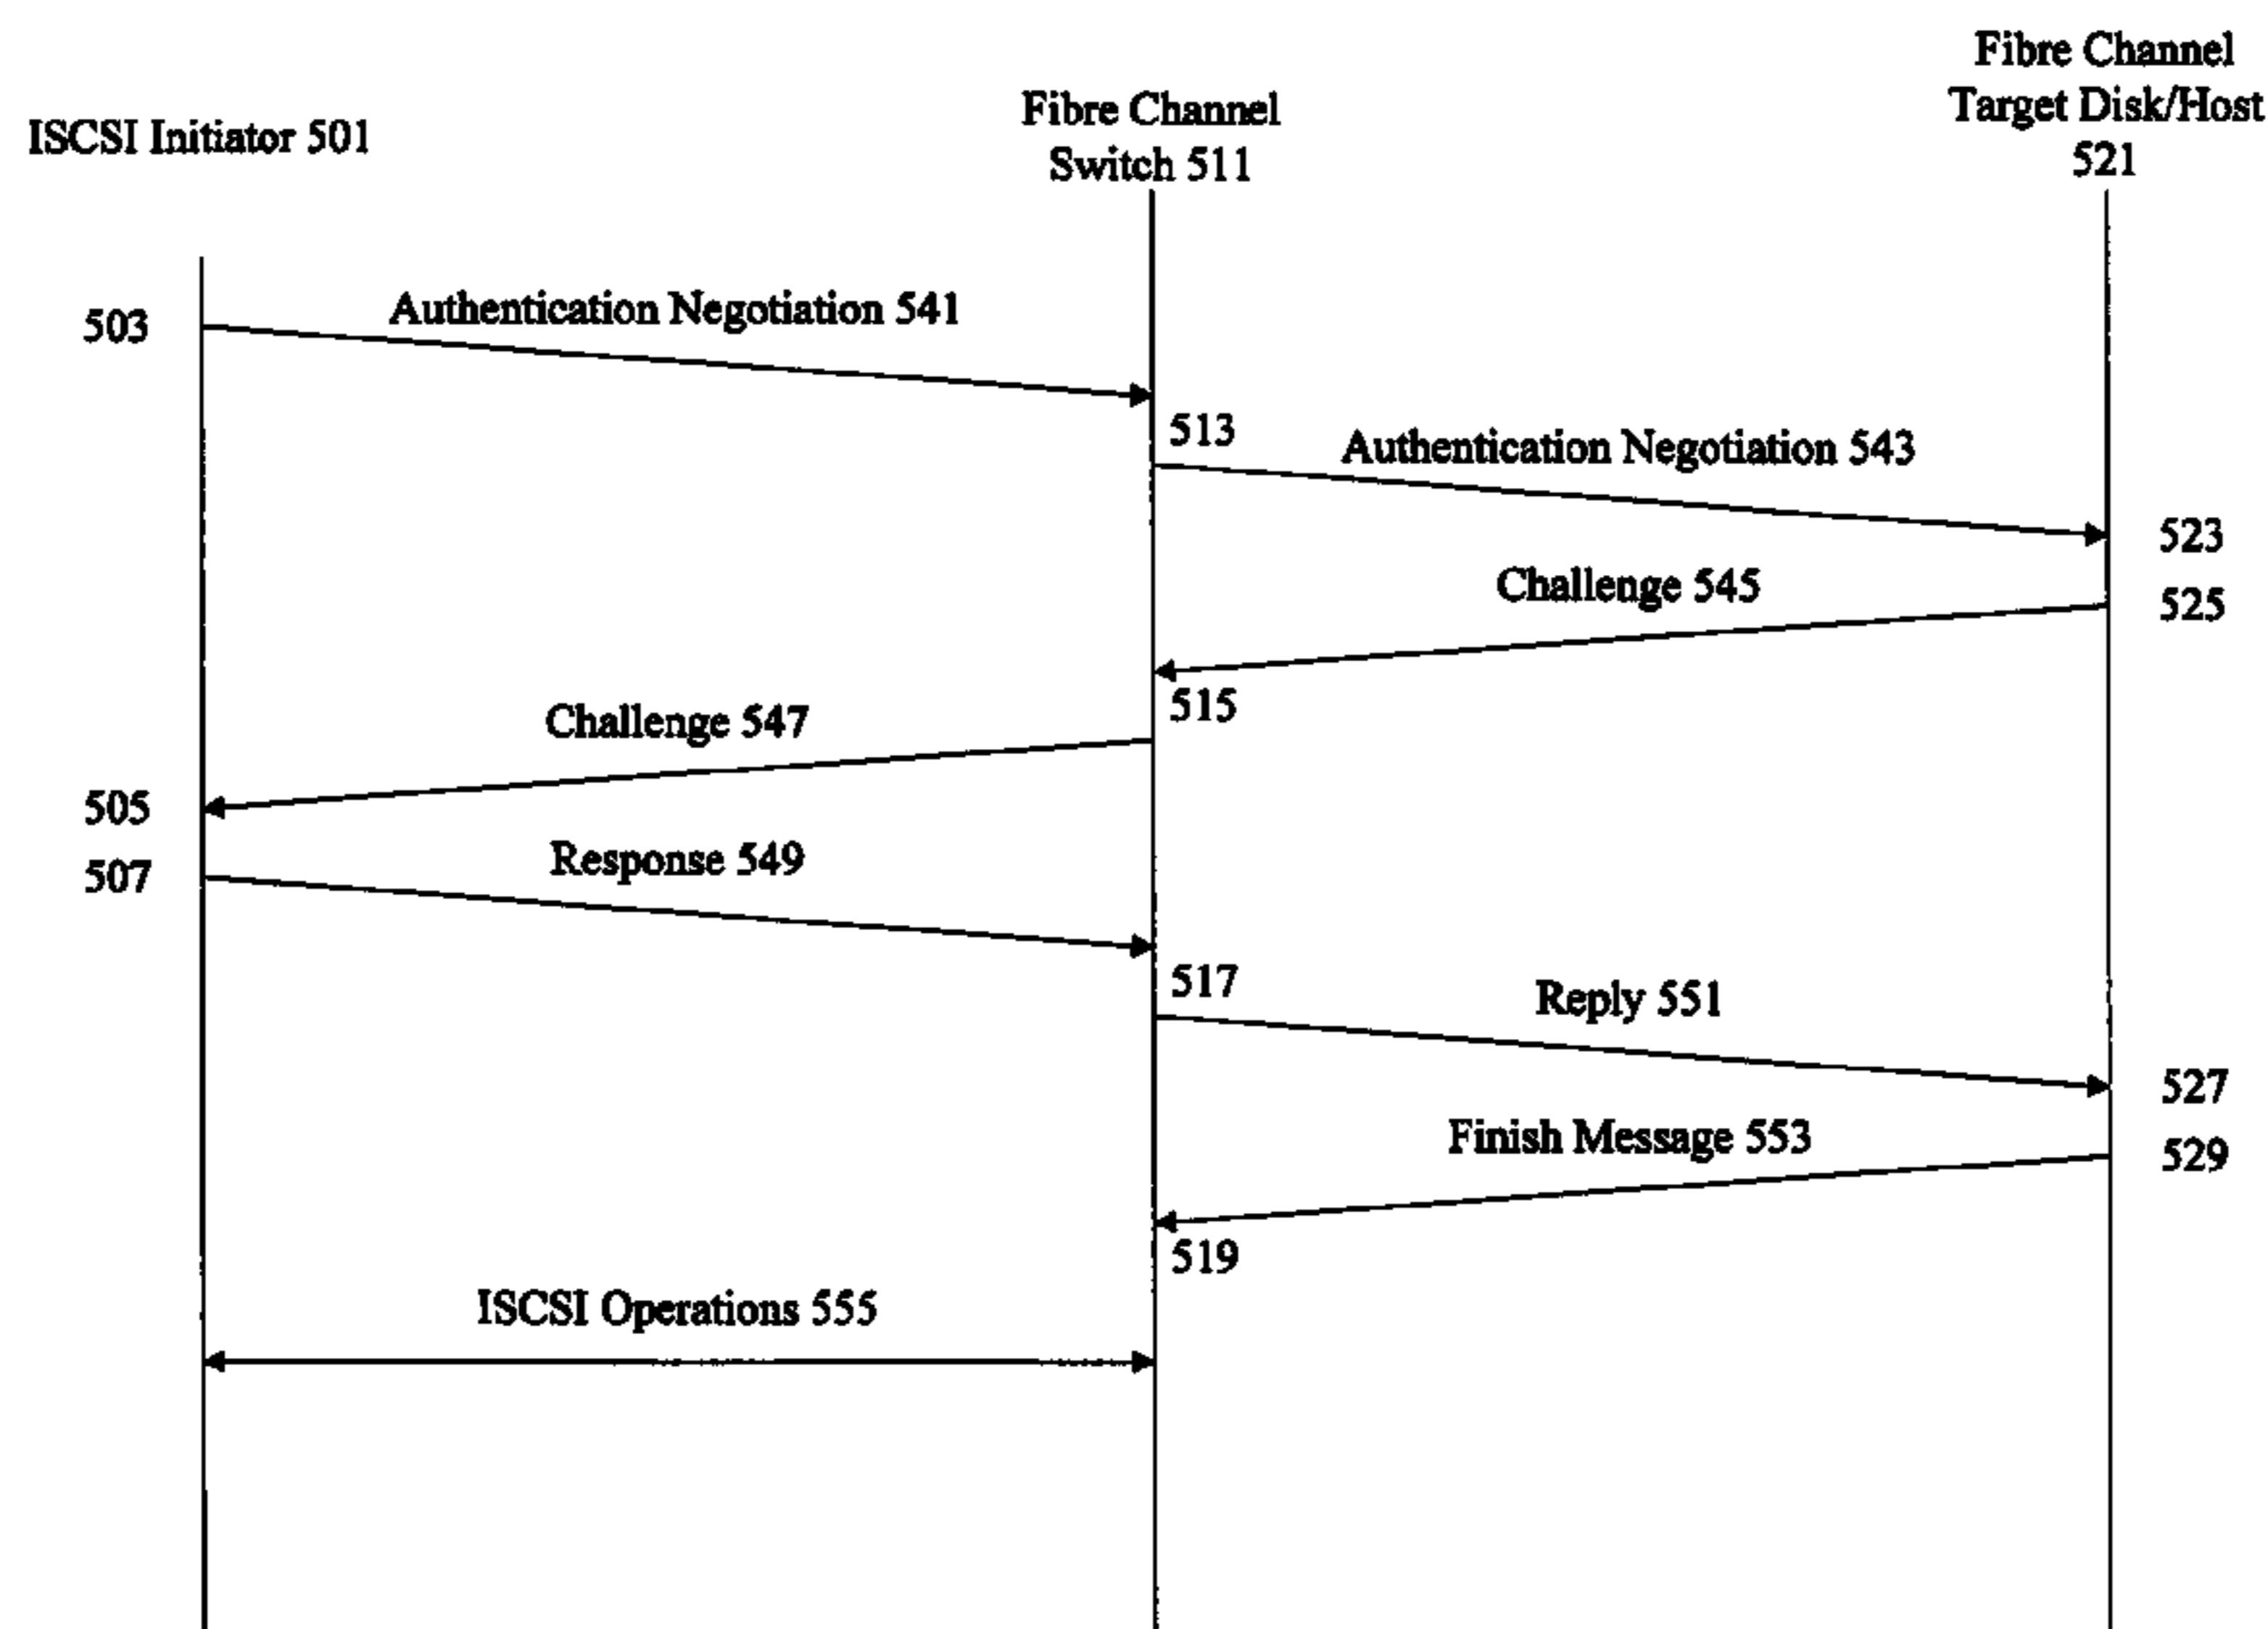 Fibre Channel
Target Disk/Host
521
Fibre Channel
Switch 511
ISCSI Initiator 501
503
Authentication Negotiation 541
513
Authentication Negotiation 543
523
Challenge 545
525
515
Challenge 547
505
Response 549
507
517
Reply 551
527
Finish Message 553
529
519
ISCSI Operations 555